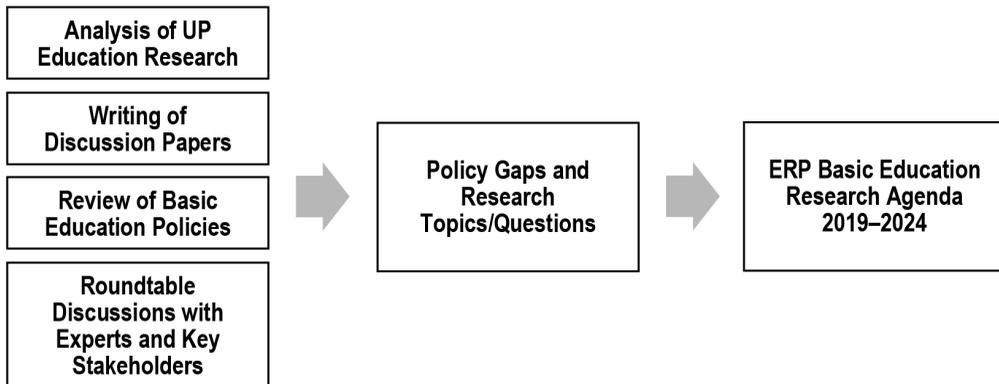 Analysis of UP
Education Research
Writing of
Discussion Papers
Review of Basic
Education Policies
Roundtable
Discussions with
Experts and Key
Stakeholders
Policy Gaps and
Research
Topics/Questions
ERP Basic Education
Research Agenda
2019–2024